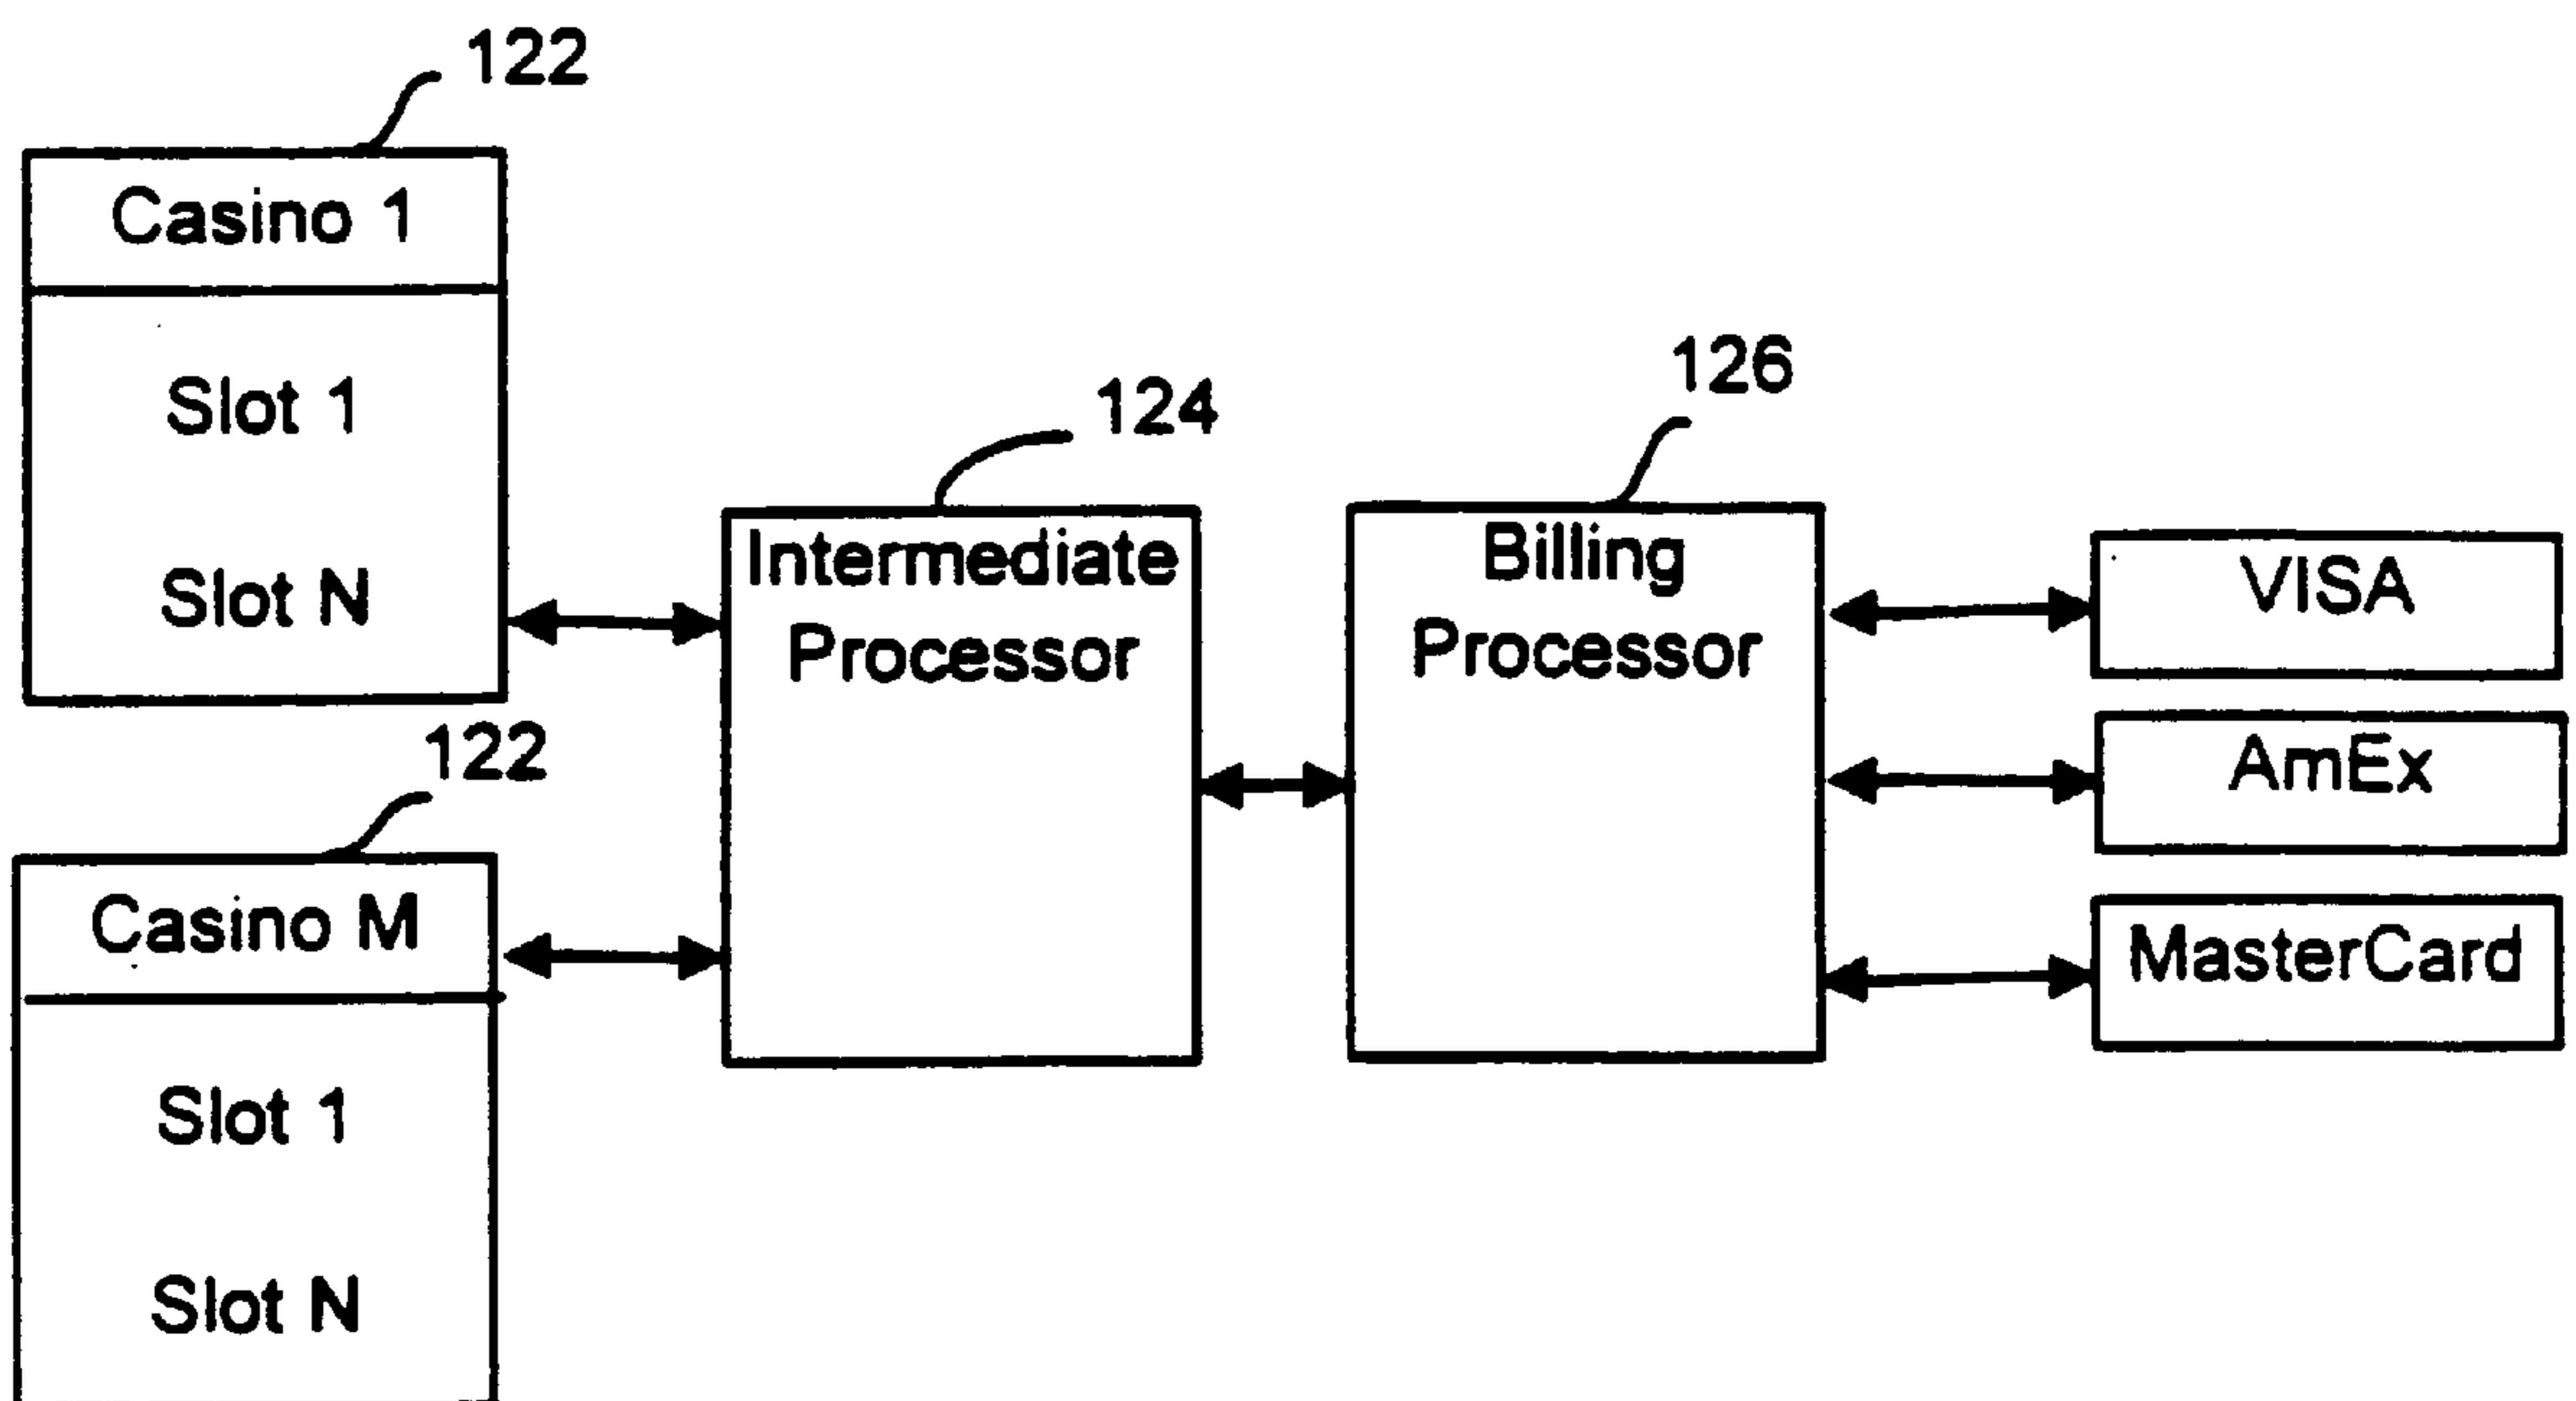 122
Casino 1
Slot 1
Slot N
122
Casino M
Slot 1
Slot N
124
Intermediate
Processor
126
Billing
Processor
VISA
AmEx
MasterCard